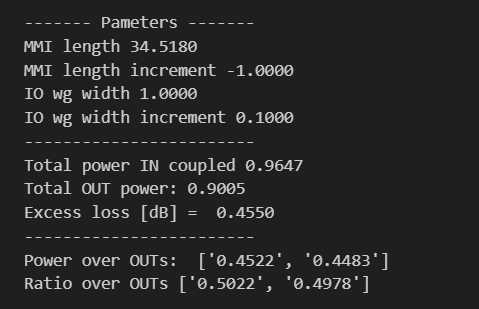 ------- Pameters -------
MMI length 34.5180
MMI length increment -1.0000
IO wg width 1.0000
IO wg width increment 0.1000
------------------------
Total power IN coupled 0.9647
Total OUT power: 0.9005
Excess loss [dB] =  0.4550
------------------------
Power over OUTs:  ['0.4522', '0.4483']
Ratio over OUTs ['0.5022', '0.4978']